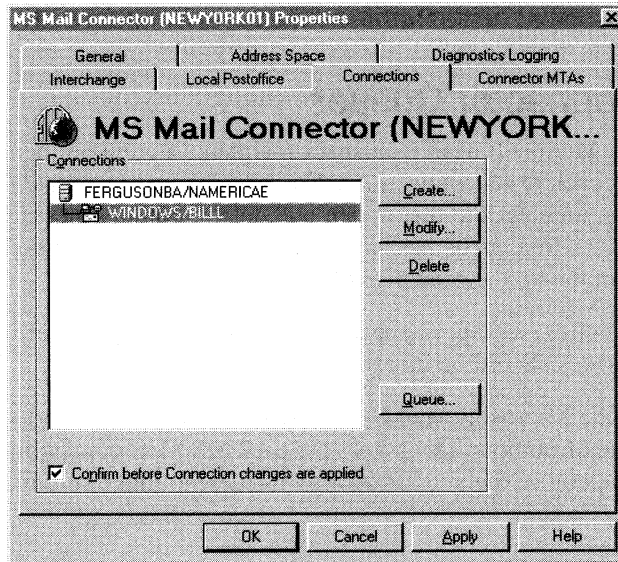 MS Mail Connector (NEWYORK01) Properties
General
Address Space
Diagnostics Logging
Interchange
Local Postoffice
Connections
Connector MTAs
MS Mail Connector (NEWYORK...
Connections
FERGUSONBA/NAMERICAE
WINDOWS/BILLL
Create...
Modify...
Delete
Queue...
Confirm before Connection changes are applied
OK
Cancel
Apply
Help